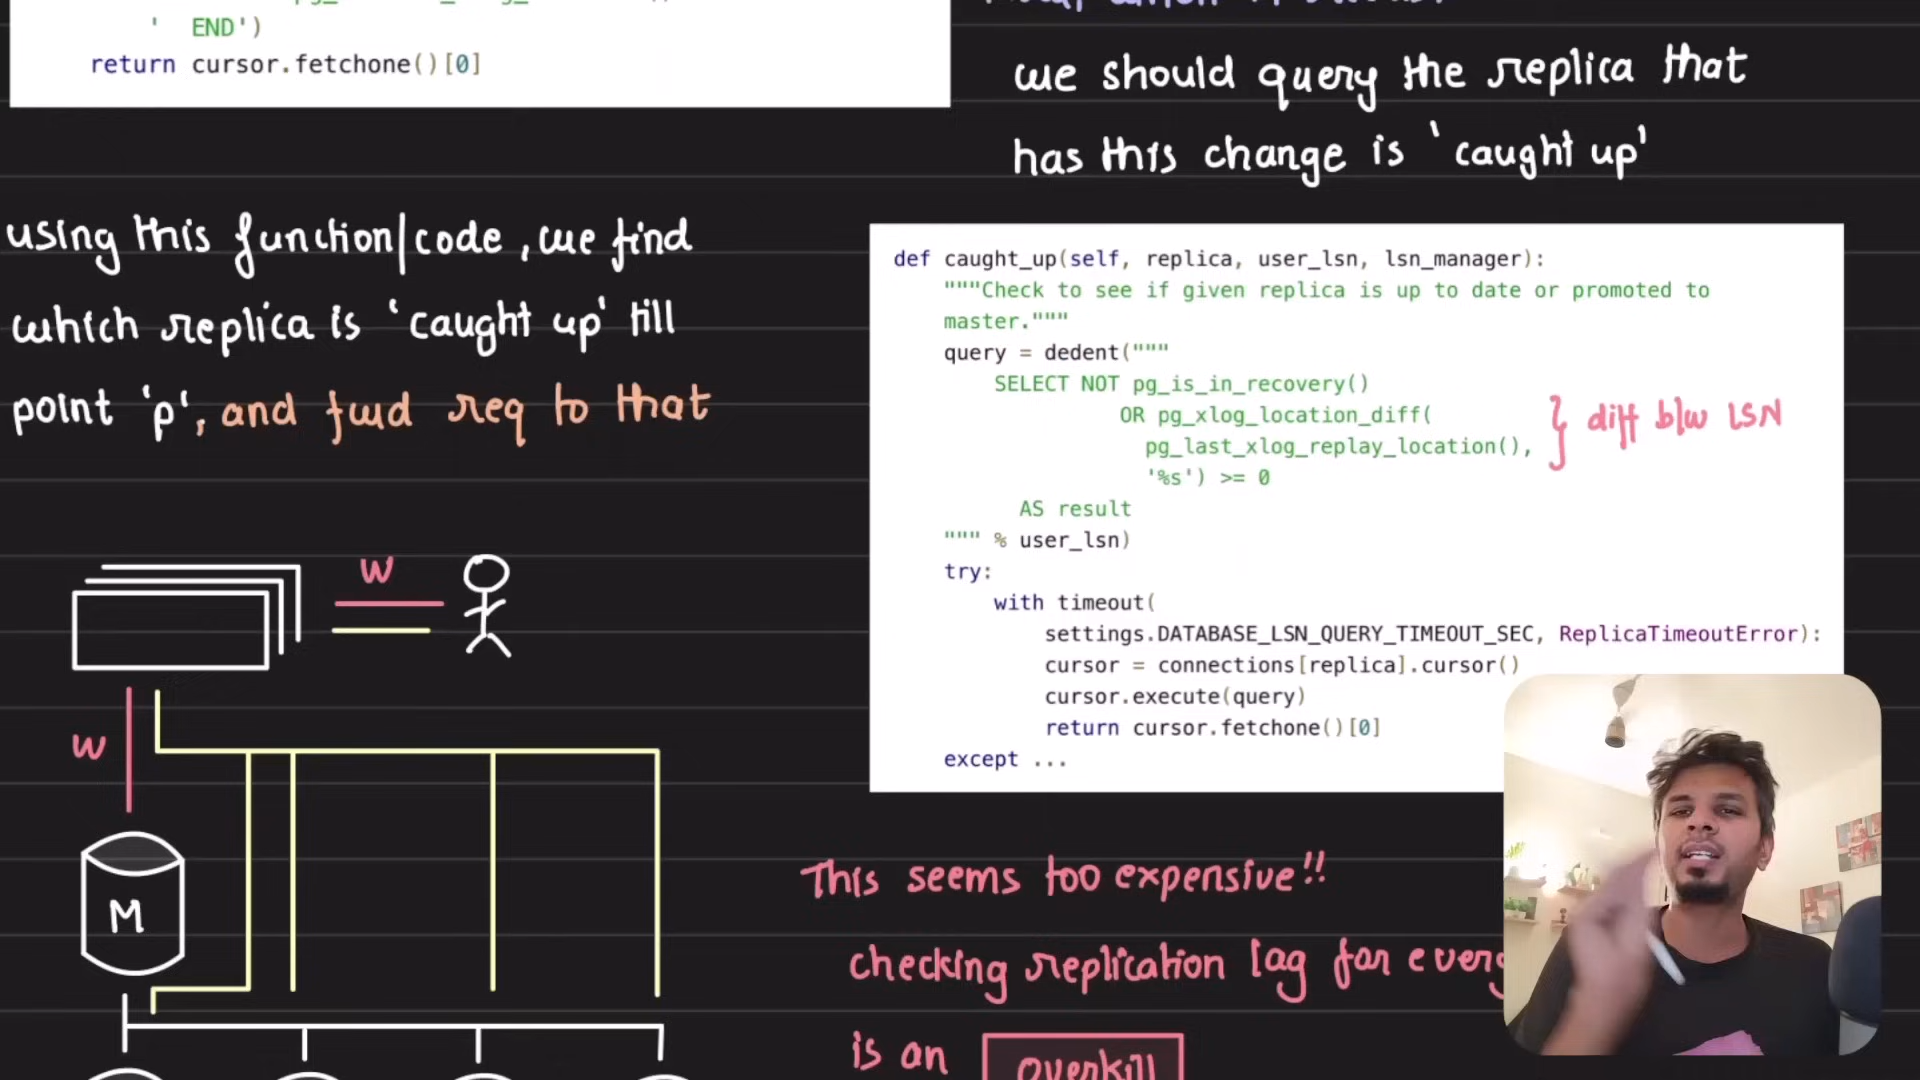 ' END')
return cursor.fetchone()[0]
we should query the replica that
has this change is 'caught up'
using this function/code, we find
which replica is 'caught up' till
point 'p', and fwd req to that
def caught_up(self, replica, user_lsn, lsn_manager):
"""Check to see if given replica is up to date or promoted to
master."""
query = dedent("""
SELECT NOT pg_is_in_recovery()
OR pg_xlog_location_diff(
pg_last_xlog_replay_location(),
'%s') >= 0
AS result
""" % user_lsn)
try:
with timeout(
settings.DATABASE_LSN_QUERY_TIMEOUT_SEC, ReplicaTimeoutError):
cursor = connections[replica].cursor()
cursor.execute(query)
return cursor.fetchone()[0]
except ...
} diff b/w LSN
W
W
M
This seems too expensive!!
checking replication lag for every
is an overkill